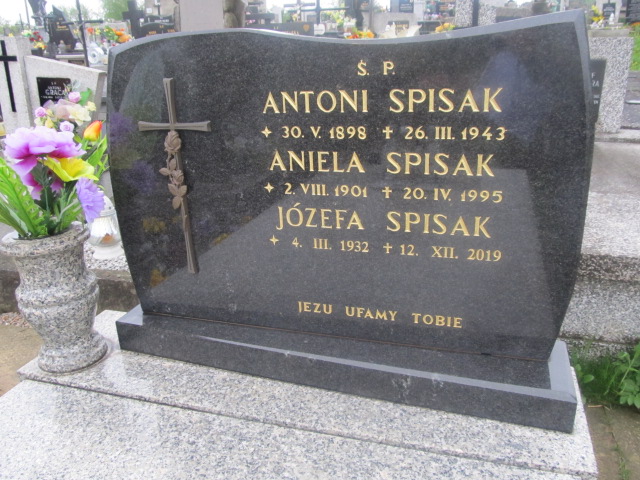 Ś. P.
ANTONI SPISAK
✦ 30. V. 1898 ✝ 26. III. 1943
ANIELA SPISAK
✦ 2. VIII. 1901 ✝ 20. IV. 1995
JÓZEFA SPISAK
✦ 4. III. 1932 ✝ 12. XII. 2019
JEZU UFAMY TOBIE